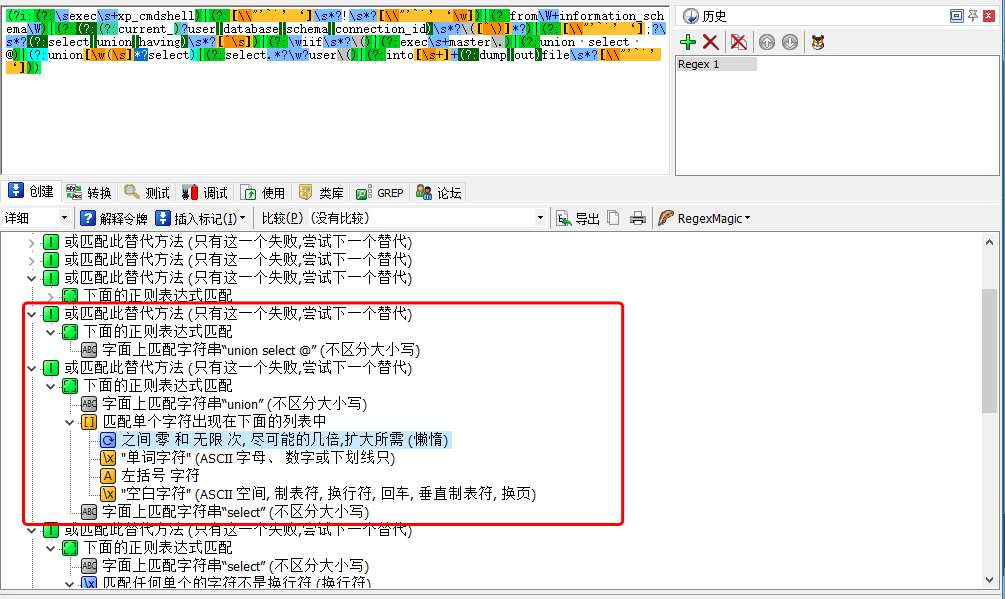 (?i:(?:\sexec\s+xp_cmdshell)|(?:[\\"'`´’‘]\s*?!\s*?[\\"'`´’‘\w])|(?:from\W+information_sc
hema\W)|(?:(?:(?:current_)?user|database|schema|connection_id)\s*?\([^\)]*?)|(?:[\\"'`´’‘];?\
s*?(?:select|union|having)\s*?[^\s])|(?:\wiif\s*?\()|(?:exec\s+master\.)|(?:union select
@)|(?:union[\w(\s]*?select)|(?:select.*?\w?user\()|(?:into[\s+]+(?:dump|out)file\s*?[\\"'`´’
‘]))
历史
Regex 1
创建 转换 测试 调试 使用 类库 GREP 论坛
详细 解释令牌 插入标记(I) 比较(P) (没有比较) 导出 RegexMagic
或匹配此替代方法 (只有这一个失败,尝试下一个替代)
或匹配此替代方法 (只有这一个失败,尝试下一个替代)
或匹配此替代方法 (只有这一个失败,尝试下一个替代)
下面的正则表达式匹配
或匹配此替代方法 (只有这一个失败,尝试下一个替代)
下面的正则表达式匹配
字面上匹配字符串“union select @” (不区分大小写)
或匹配此替代方法 (只有这一个失败,尝试下一个替代)
下面的正则表达式匹配
字面上匹配字符串“union” (不区分大小写)
匹配单个字符出现在下面的列表中
之间 零 和 无限 次, 尽可能的几倍,扩大所需 (懒惰)
"单词字符" (ASCII 字母、 数字或下划线只)
左括号 字符
"空白字符" (ASCII 空间, 制表符, 换行符, 回车, 垂直制表符, 换页)
字面上匹配字符串“select” (不区分大小写)
或匹配此替代方法 (只有这一个失败,尝试下一个替代)
下面的正则表达式匹配
字面上匹配字符串“select” (不区分大小写)
匹配任何单个的字符不是换行符 (换行符)